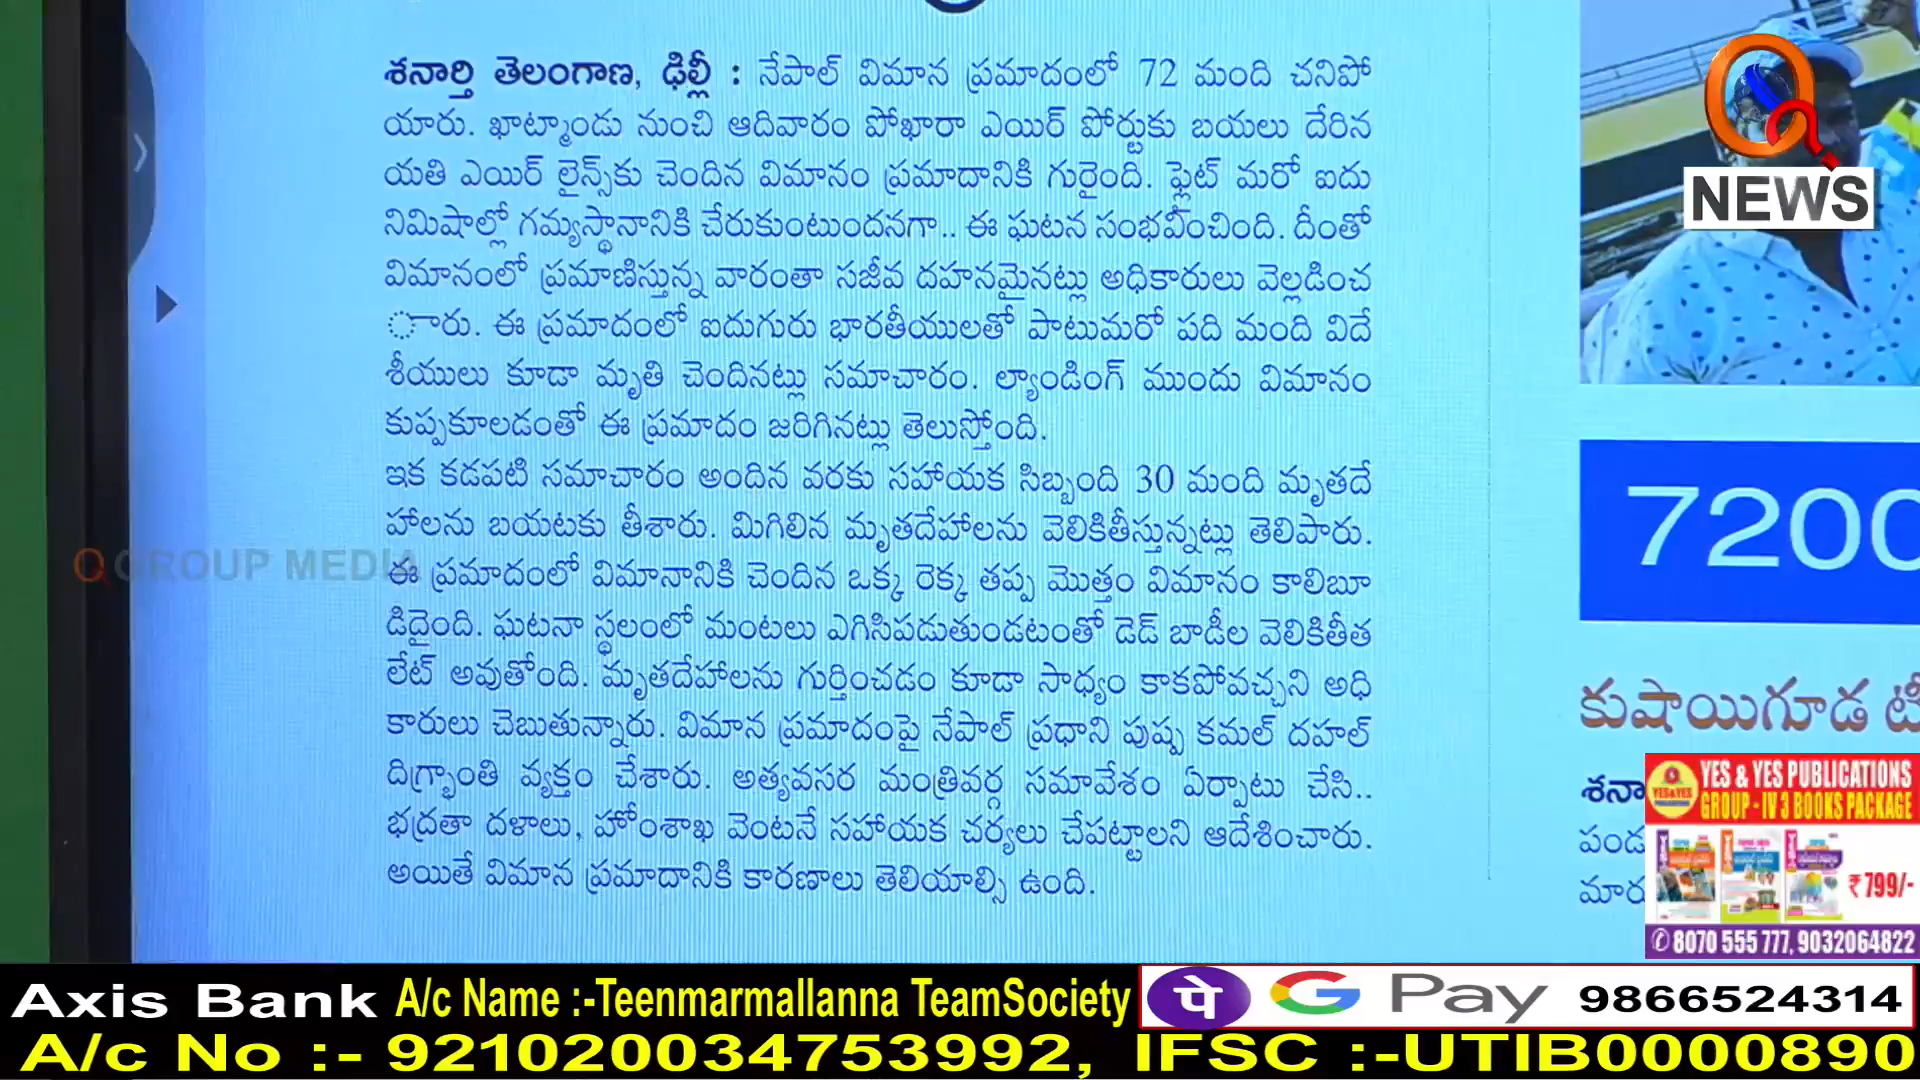 శనార్తి తెలంగాణ, ఢిల్లీ : నేపాల్ విమాన ప్రమాదంలో 72 మంది చనిపో
యారు. ఖాట్మాండు నుంచి ఆదివారం పోఖారా ఎయిర్ పోర్టుకు బయలు దేరిన
యతి ఎయిర్ లైన్స్‌కు చెందిన విమానం ప్రమాదానికి గురైంది. ఫ్లైట్ మరో ఐదు
నిమిషాల్లో గమ్యస్థానానికి చేరుకుంటుందనగా.. ఈ ఘటన సంభవించింది. దీంతో
విమానంలో ప్రమాణిస్తున్న వారంతా సజీవ దహనమైనట్లు అధికారులు వెల్లడించ
ారు. ఈ ప్రమాదంలో ఐదుగురు భారతీయులతో పాటుమరో పది మంది విదే
శీయులు కూడా మృతి చెందినట్లు సమాచారం. ల్యాండింగ్ ముందు విమానం
కుప్పకూలడంతో ఈ ప్రమాదం జరిగినట్లు తెలుస్తోంది.
ఇక కడపటి సమాచారం అందిన వరకు సహాయక సిబ్బంది 30 మంది మృతదే
హాలను బయటకు తీశారు. మిగిలిన మృతదేహాలను వెలికితీస్తున్నట్లు తెలిపారు.
ఈ ప్రమాదంలో విమానానికి చెందిన ఒక్క రెక్క తప్ప మొత్తం విమానం కాలిబూ
డిదైంది. ఘటనా స్థలంలో మంటలు ఎగిసిపడుతుండటంతో డెడ్ బాడీల వెలికితీత
లేట్ అవుతోంది. మృతదేహాలను గుర్తించడం కూడా సాధ్యం కాకపోవచ్చని అధి
కారులు చెబుతున్నారు. విమాన ప్రమాదంపై నేపాల్ ప్రధాని పుష్ప కమల్ దహల్
దిగ్భ్రాంతి వ్యక్తం చేశారు. అత్యవసర మంత్రివర్గ సమావేశం ఏర్పాటు చేసి..
భద్రతా దళాలు, హోంశాఖ వెంటనే సహాయక చర్యలు చేపట్టాలని ఆదేశించారు.
అయితే విమాన ప్రమాదానికి కారణాలు తెలియాల్సి ఉంది.
Q GROUP MEDIA
Q NEWS
7200
కుషాయిగూడ టీ
శనా
పండ
మారు
YES & YES PUBLICATIONS
GROUP - IV 3 BOOKS PACKAGE
₹799/-
8070 555 777, 9032064822
Axis Bank A/c Name :-Teenmarmallanna TeamSociety
पे G Pay 9866524314
A/c No :- 921020034753992, IFSC :-UTIB0000890